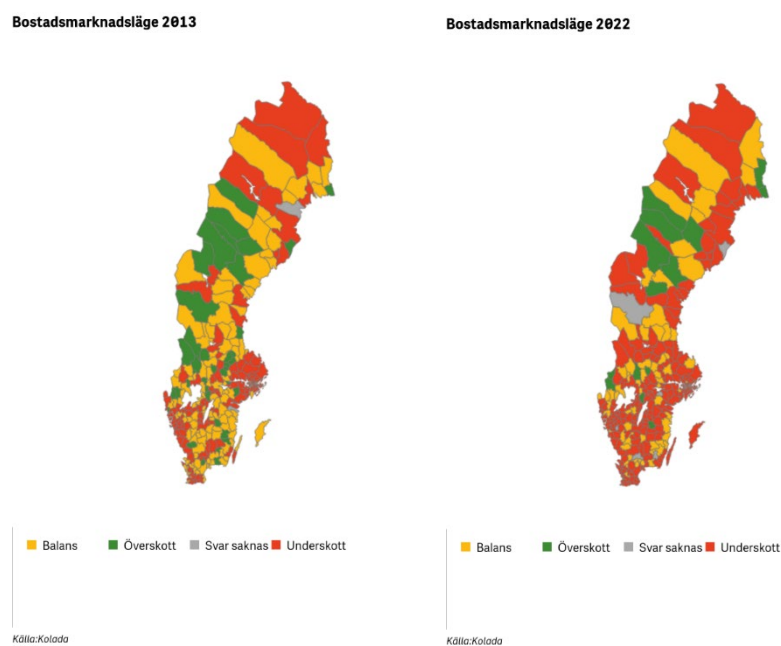 Bostadsmarknadsläge 2013
Bostadsmarknadsläge 2022
Balans Överskott Svar saknas Underskott
Balans Överskott Svar saknas Underskott
Källa:Kolada
Källa:Kolada